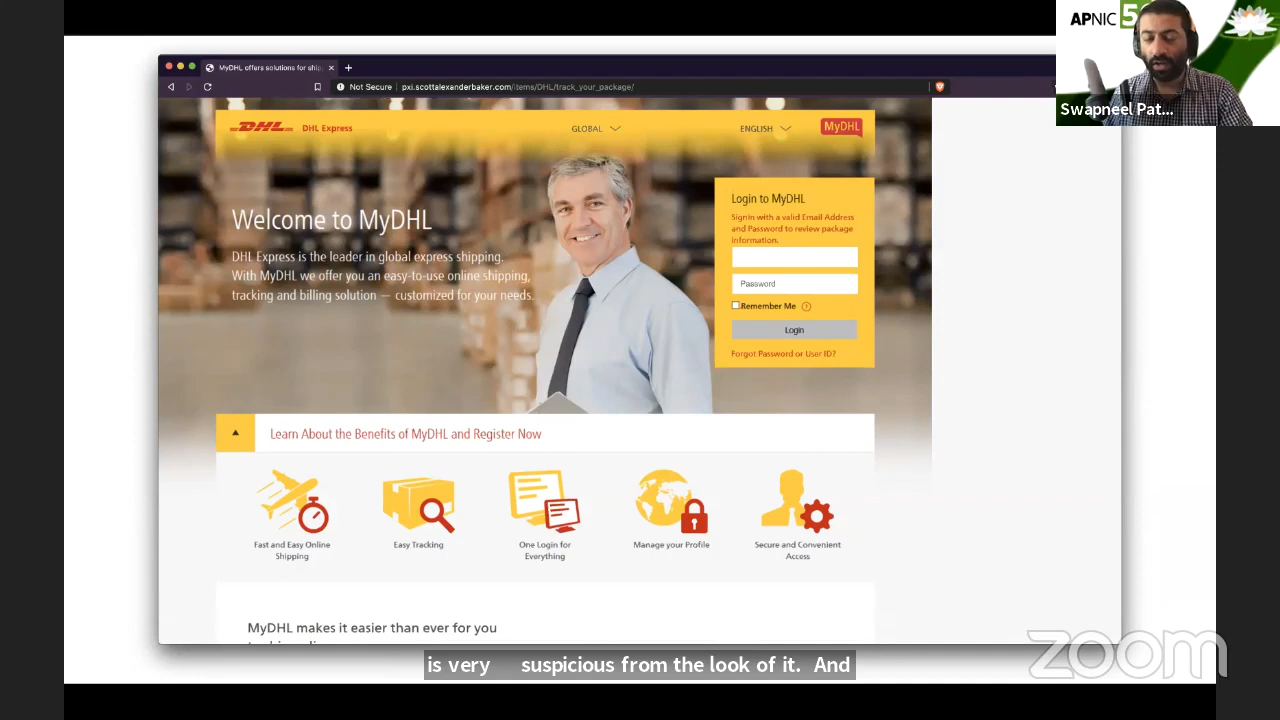 APNIC 5
MyDHL offers solutions for ship
Not Secure
pxi.scottalexanderbaker.com/items/DHL/track_your_package/
Swapneel Pat...
DHL
DHL Express
GLOBAL
ENGLISH
MyDHL
Welcome to MyDHL
DHL Express is the leader in global express shipping.
With MyDHL we offer you an easy-to-use online shipping,
tracking and billing solution — customized for your needs.
Login to MyDHL
Signin with a valid Email Address
and Password to review package
information.
Password
Remember Me ?
Login
Forgot Password or User ID?
Learn About the Benefits of MyDHL and Register Now
Fast and Easy Online
Shipping
Easy Tracking
One Login for
Everything
Manage your Profile
Secure and Convenient
Access
MyDHL makes it easier than ever for you
is very suspicious from the look of it. And
zoom